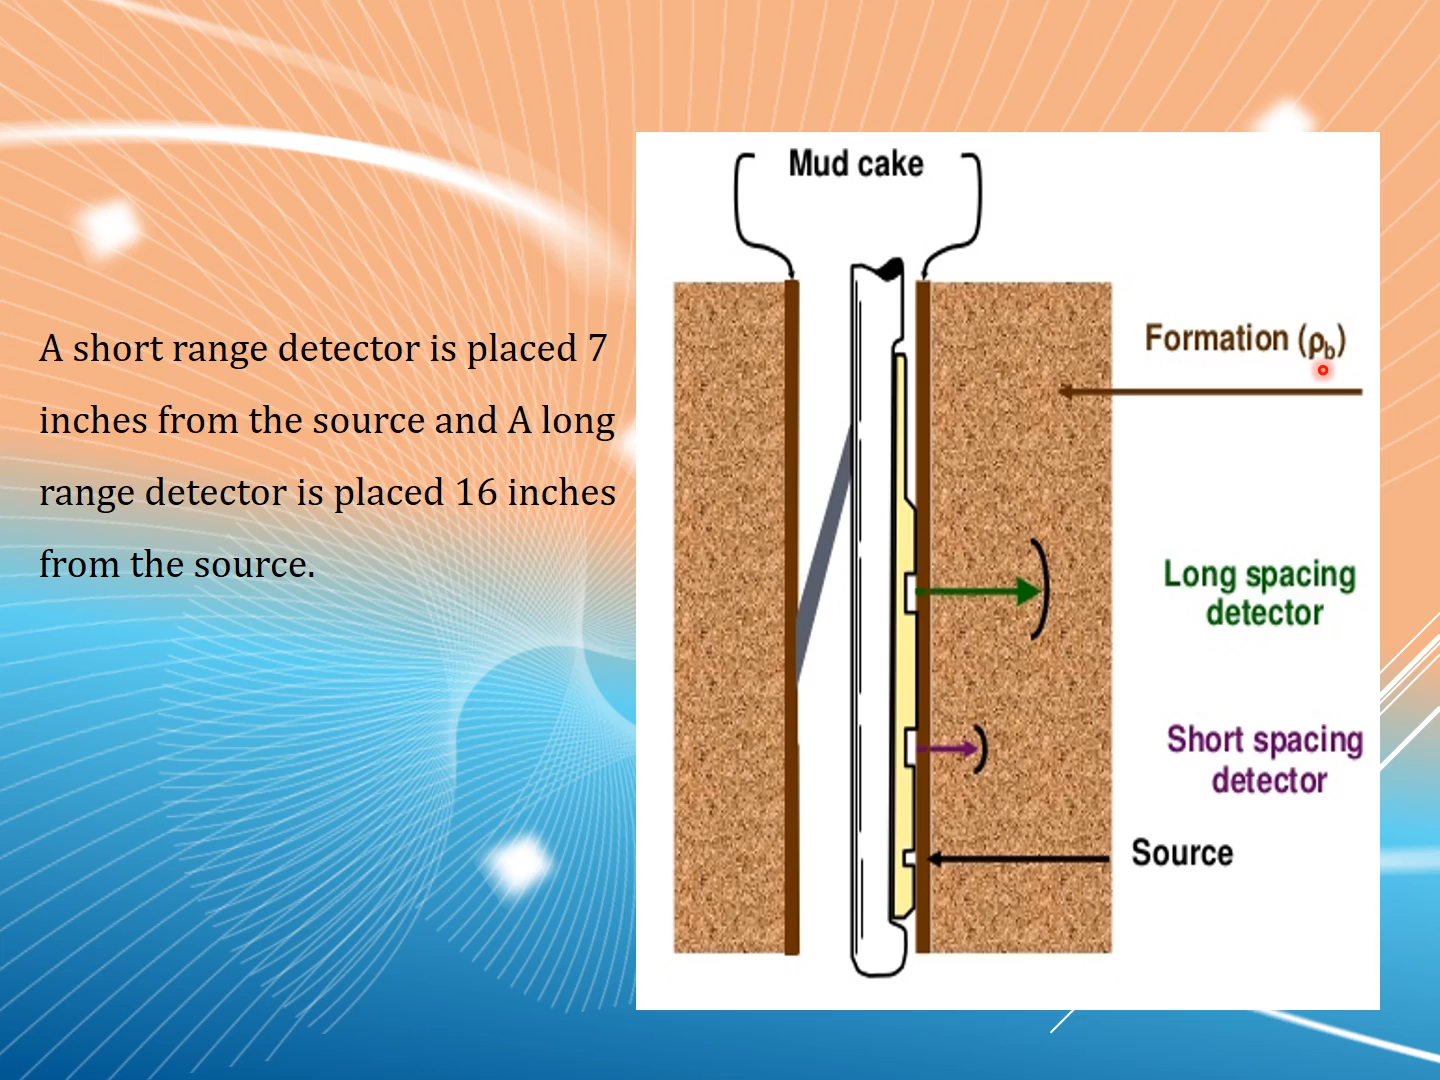 A short range detector is placed 7
inches from the source and A long
range detector is placed 16 inches
from the source.
Mud cake
Formation (ρb)
Long spacing
detector
Short spacing
detector
Source